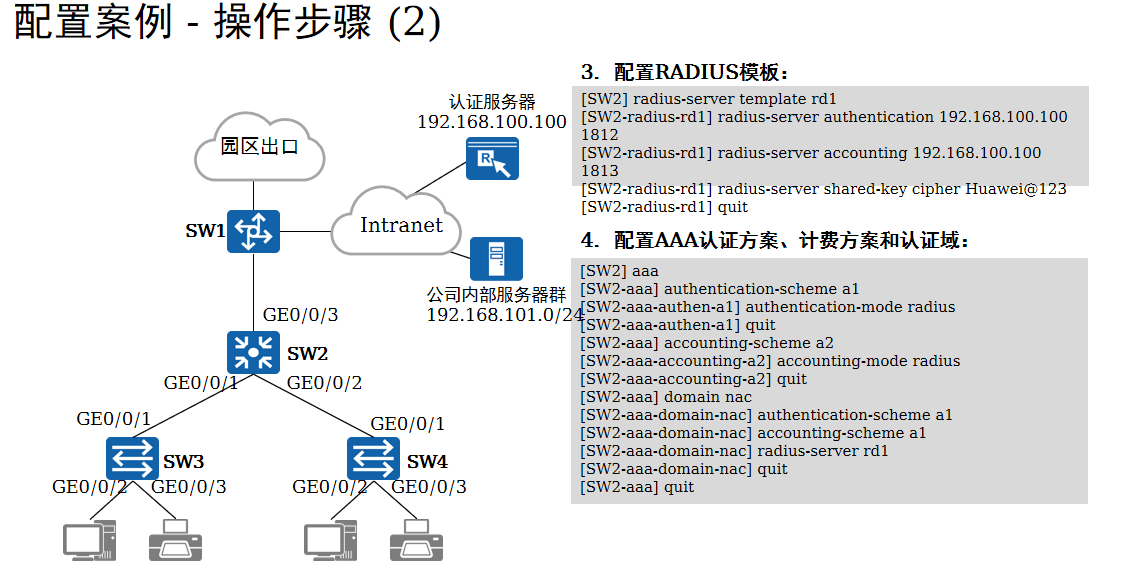 配置案例 - 操作步骤 (2)
认证服务器
192.168.100.100
园区出口
R
SW1
Intranet
公司内部服务器群
192.168.101.0/24
GE0/0/3
SW2
GE0/0/1
GE0/0/2
GE0/0/1
GE0/0/1
SW3
SW4
GE0/0/2
GE0/0/3
GE0/0/2
GE0/0/3
3. 配置RADIUS模板：
[SW2] radius-server template rd1
[SW2-radius-rd1] radius-server authentication 192.168.100.100
1812
[SW2-radius-rd1] radius-server accounting 192.168.100.100
1813
[SW2-radius-rd1] radius-server shared-key cipher Huawei@123
[SW2-radius-rd1] quit
4. 配置AAA认证方案、计费方案和认证域：
[SW2] aaa
[SW2-aaa] authentication-scheme a1
[SW2-aaa-authen-a1] authentication-mode radius
[SW2-aaa-authen-a1] quit
[SW2-aaa] accounting-scheme a2
[SW2-aaa-accounting-a2] accounting-mode radius
[SW2-aaa-accounting-a2] quit
[SW2-aaa] domain nac
[SW2-aaa-domain-nac] authentication-scheme a1
[SW2-aaa-domain-nac] accounting-scheme a1
[SW2-aaa-domain-nac] radius-server rd1
[SW2-aaa-domain-nac] quit
[SW2-aaa] quit